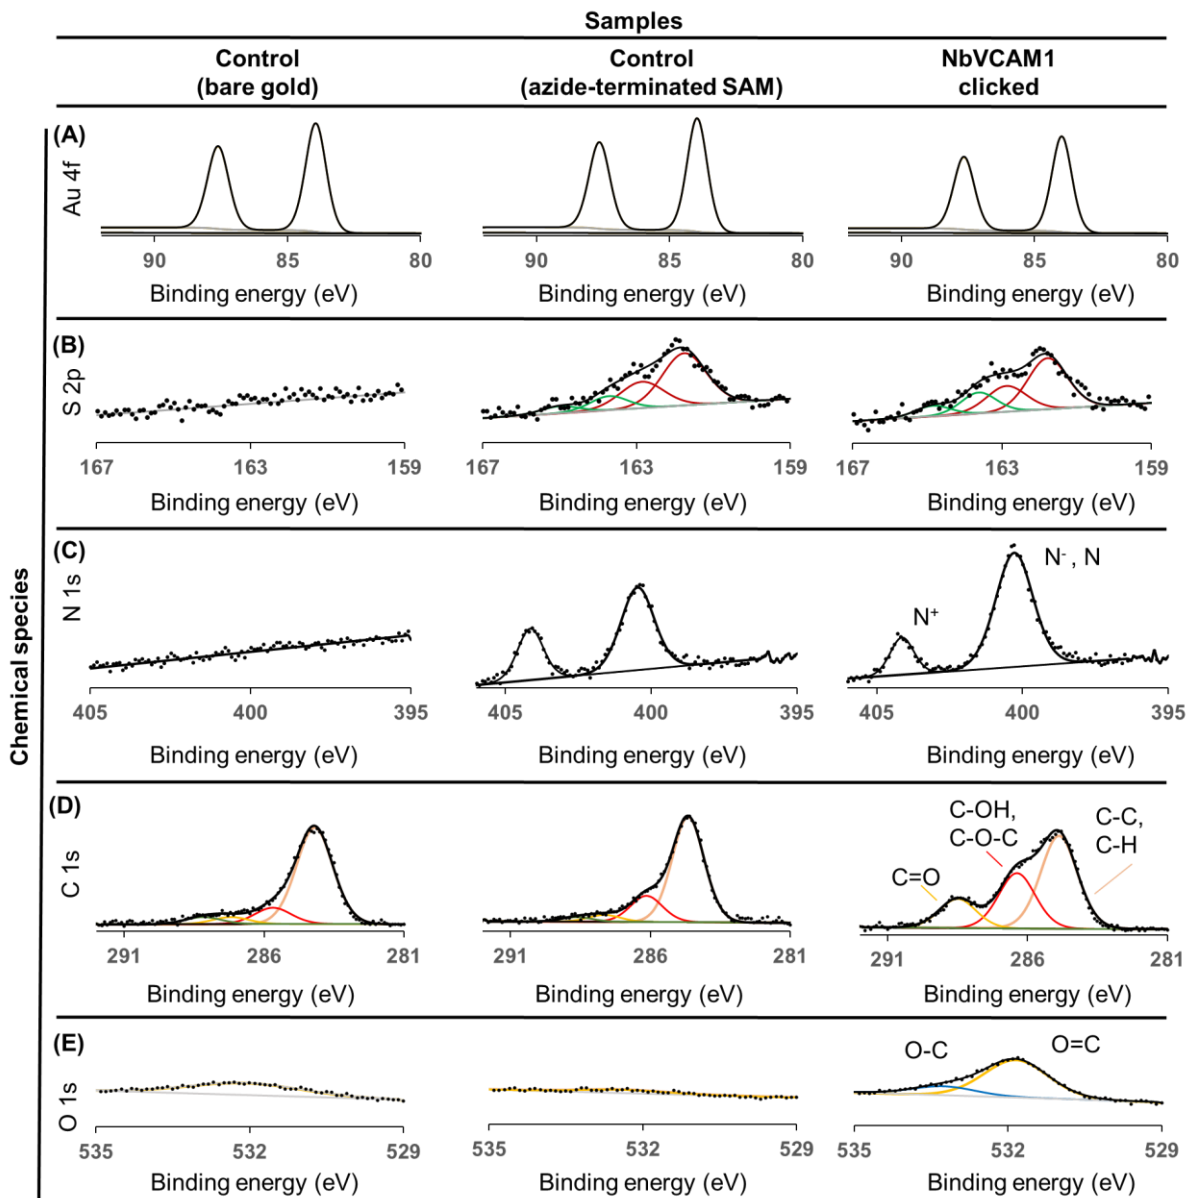 Samples
Control
(bare gold)
Control
(azide-terminated SAM)
NbVCAM1
clicked
Chemical species
(A)
Au 4f
90 85 80
Binding energy (eV)
90 85 80
Binding energy (eV)
90 85 80
Binding energy (eV)
(B)
S 2p
167 163 159
Binding energy (eV)
167 163 159
Binding energy (eV)
167 163 159
Binding energy (eV)
(C)
N 1s
405 400 395
Binding energy (eV)
405 400 395
Binding energy (eV)
N⁺
N⁻ , N
405 400 395
Binding energy (eV)
(D)
C 1s
291 286 281
Binding energy (eV)
291 286 281
Binding energy (eV)
C=O
C-OH,
C-O-C
C-C,
C-H
291 286 281
Binding energy (eV)
(E)
O 1s
535 532 529
Binding energy (eV)
535 532 529
Binding energy (eV)
O-C
O=C
535 532 529
Binding energy (eV)